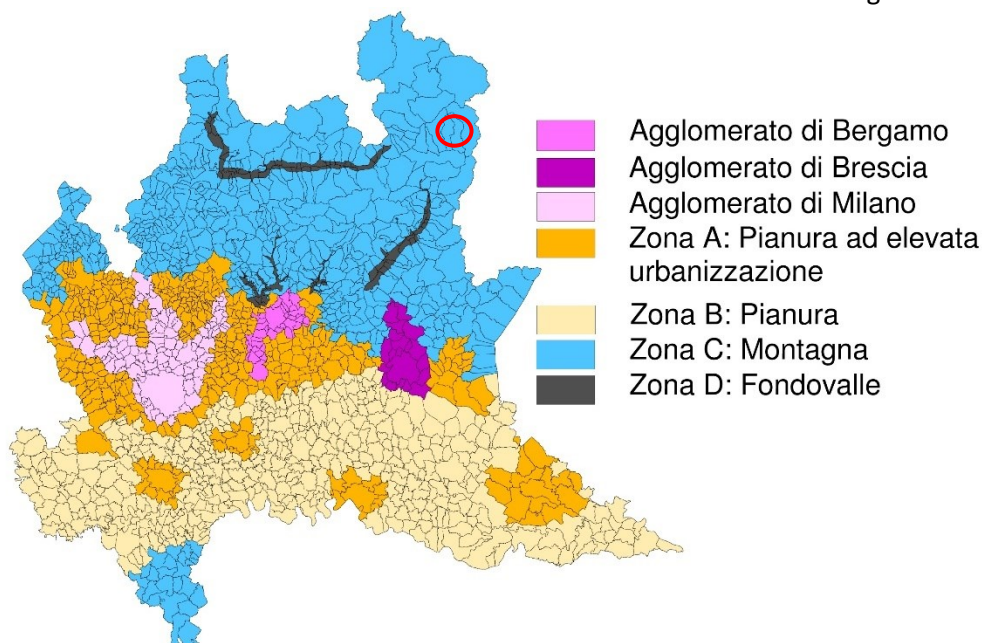 Agglomerato di Bergamo
Agglomerato di Brescia
Agglomerato di Milano
Zona A: Pianura ad elevata
urbanizzazione
Zona B: Pianura
Zona C: Montagna
Zona D: Fondovalle